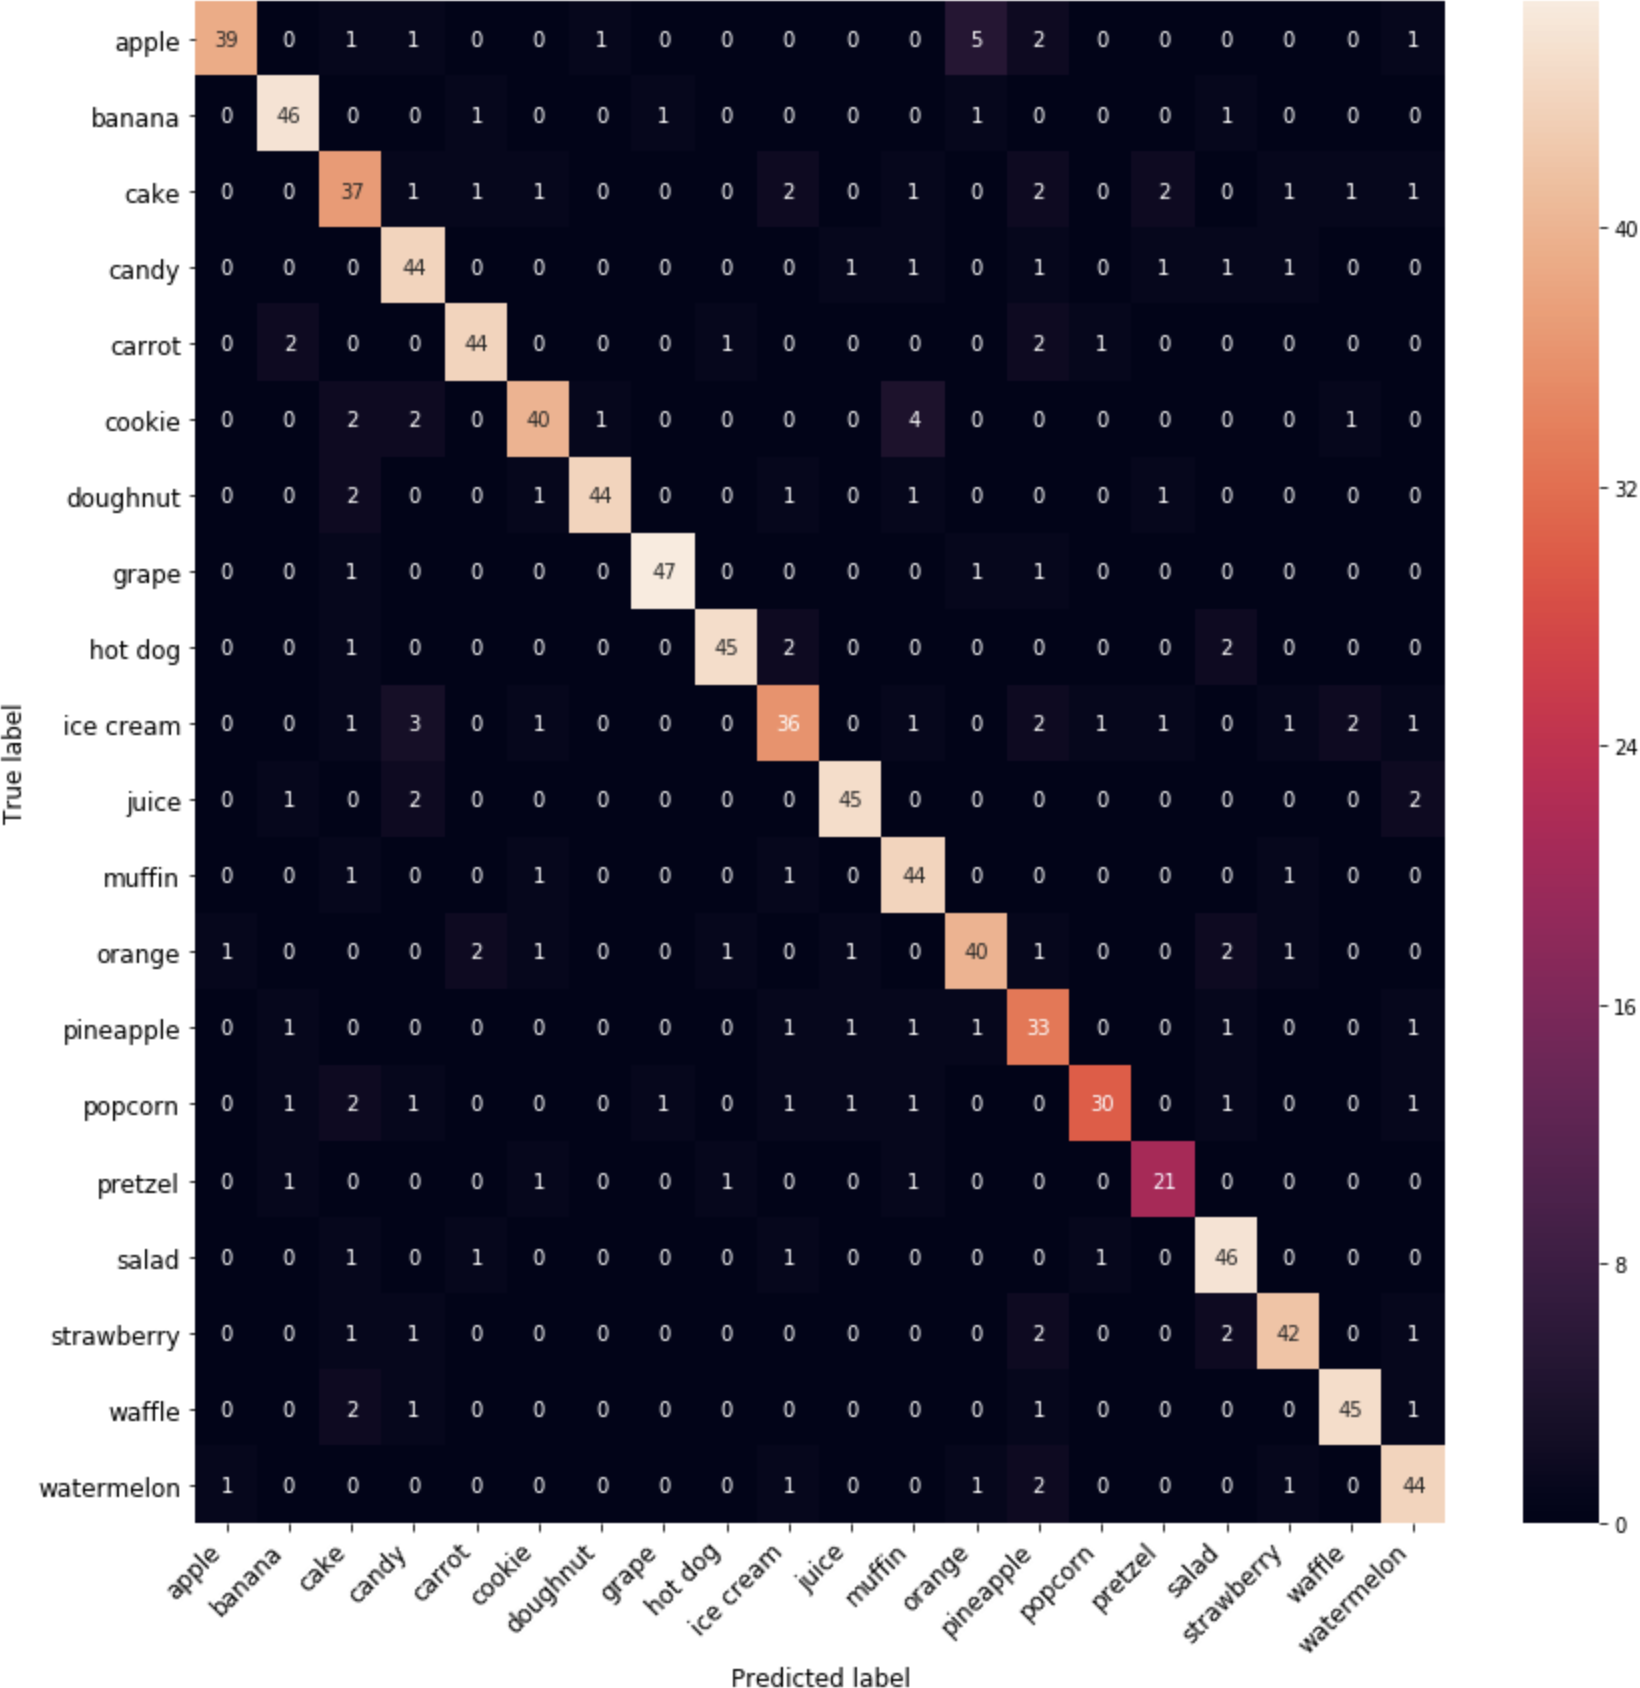 apple 39 0 1 1 0 0 1 0 0 0 0 0 5 2 0 0 0 0 0 1
banana 0 46 0 0 1 0 0 1 0 0 0 0 1 0 0 0 1 0 0 0
cake 0 0 37 1 1 1 0 0 0 2 0 1 0 2 0 2 0 1 1 1
candy 0 0 0 44 0 0 0 0 0 0 1 1 0 1 0 1 1 1 0 0
40
carrot 0 2 0 0 44 0 0 0 1 0 0 0 0 2 1 0 0 0 0 0
cookie 0 0 2 2 0 40 1 0 0 0 0 4 0 0 0 0 0 0 1 0
doughnut 0 0 2 0 0 1 44 0 0 1 0 1 0 0 0 1 0 0 0 0
32
grape 0 0 1 0 0 0 0 47 0 0 0 0 1 1 0 0 0 0 0 0
hot dog 0 0 1 0 0 0 0 0 45 2 0 0 0 0 0 0 2 0 0 0
ice cream 0 0 1 3 0 1 0 0 0 36 0 1 0 2 1 1 0 1 2 1
24
True label
juice 0 1 0 2 0 0 0 0 0 0 45 0 0 0 0 0 0 0 0 2
muffin 0 0 1 0 0 1 0 0 0 1 0 44 0 0 0 0 0 1 0 0
orange 1 0 0 0 2 1 0 0 1 0 1 0 40 1 0 0 2 1 0 0
pineapple 0 1 0 0 0 0 0 0 0 1 1 1 1 33 0 0 1 0 0 1
16
popcorn 0 1 2 1 0 0 0 1 0 1 1 1 0 0 30 0 1 0 0 1
pretzel 0 1 0 0 0 1 0 0 1 0 0 1 0 0 0 21 0 0 0 0
salad 0 0 1 0 1 0 0 0 0 1 0 0 0 0 1 0 46 0 0 0
8
strawberry 0 0 1 1 0 0 0 0 0 0 0 0 0 2 0 0 2 42 0 1
waffle 0 0 2 1 0 0 0 0 0 0 0 0 0 1 0 0 0 0 45 1
watermelon 1 0 0 0 0 0 0 0 0 1 0 0 1 2 0 0 0 1 0 44
0
apple
banana
cake
candy
carrot
cookie
doughnut
grape
hot dog
ice cream
juice
muffin
orange
pineapple
popcorn
pretzel
salad
strawberry
waffle
watermelon
Predicted label